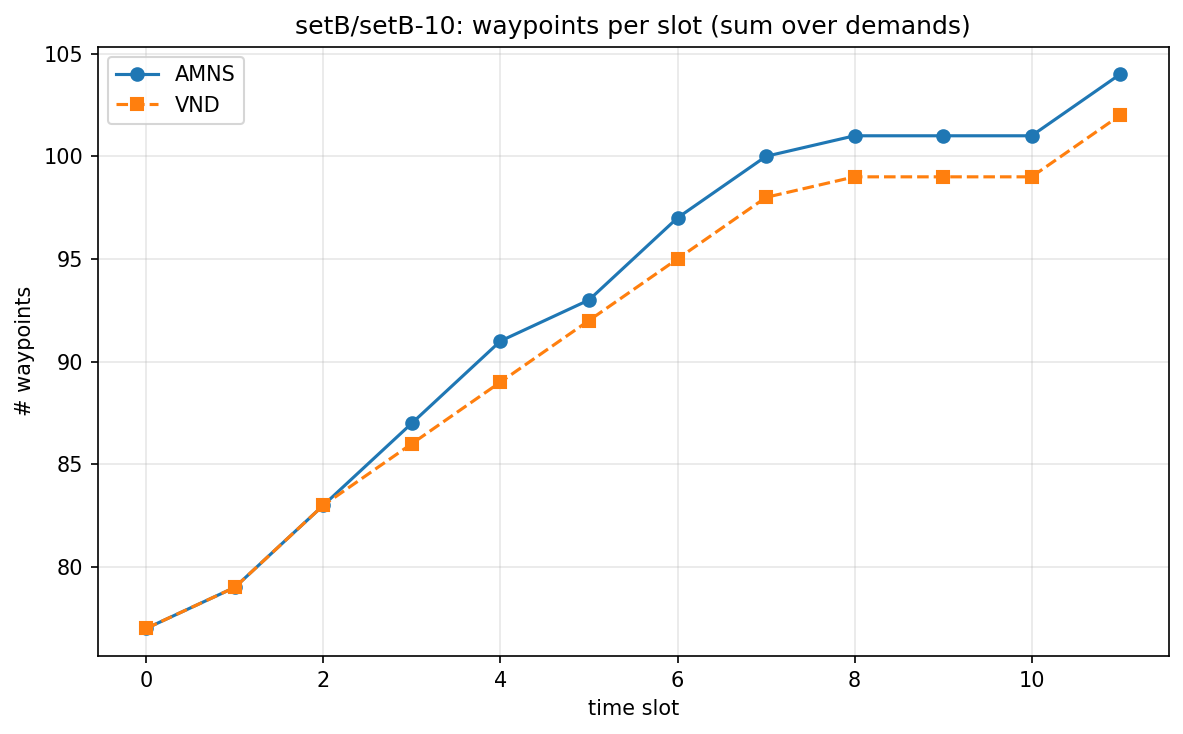 setB/setB-10: waypoints per slot (sum over demands)
AMNS
VND
# waypoints
105
100
95
90
85
80
0 2 4 6 8 10
time slot